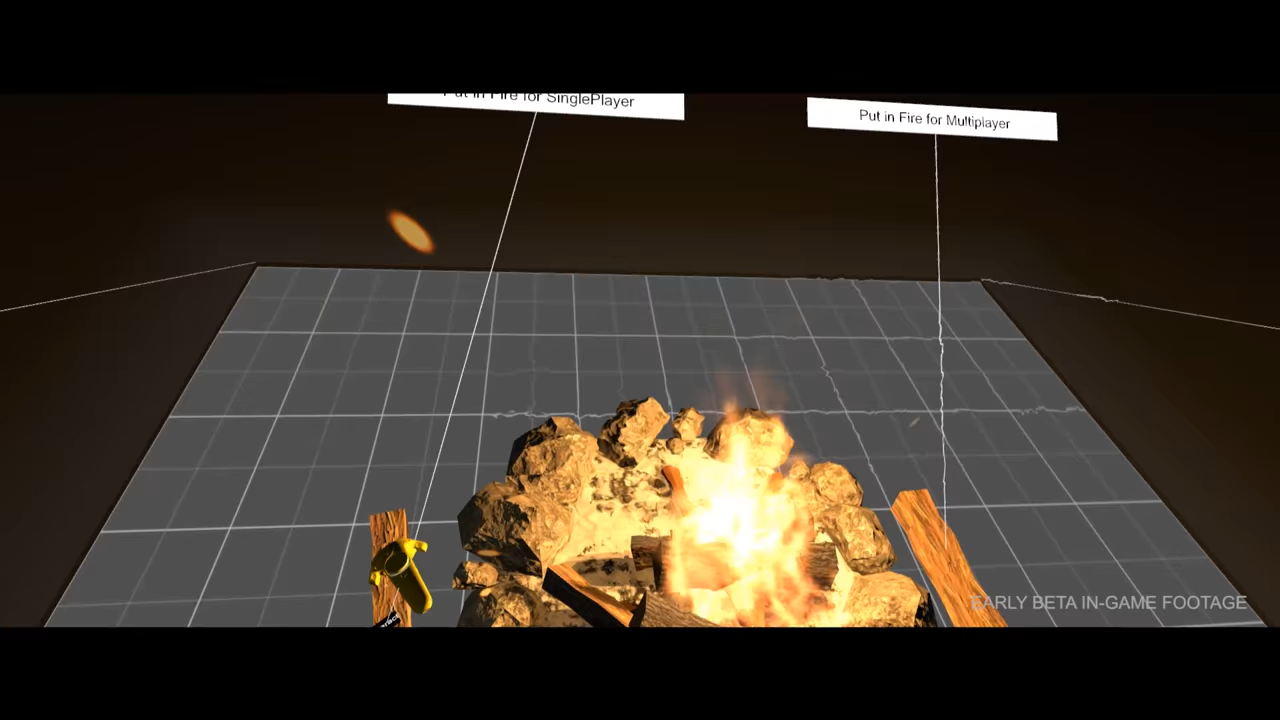 Put in Fire for SinglePlayer
Put in Fire for Multiplayer
EARLY BETA IN-GAME FOOTAGE